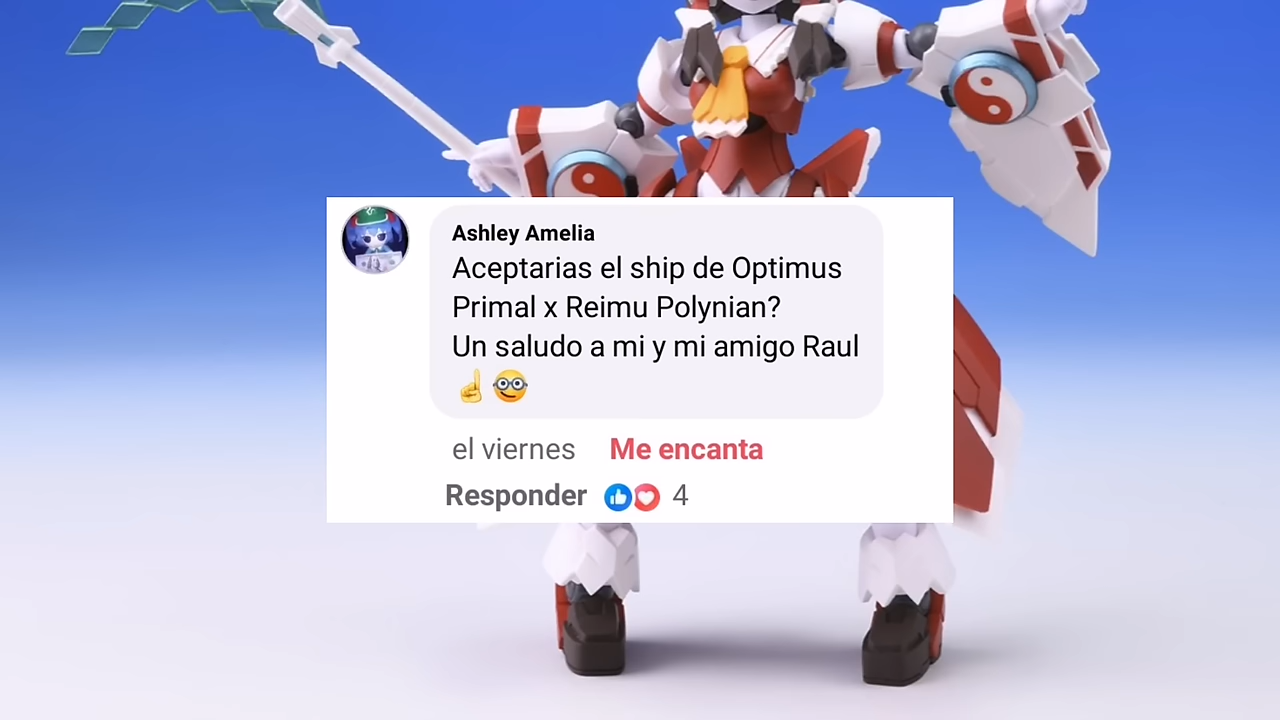 Ashley Amelia
Aceptarias el ship de Optimus
Primal x Reimu Polynian?
Un saludo a mi y mi amigo Raul
☝️🤓
el viernes Me encanta
Responder 4